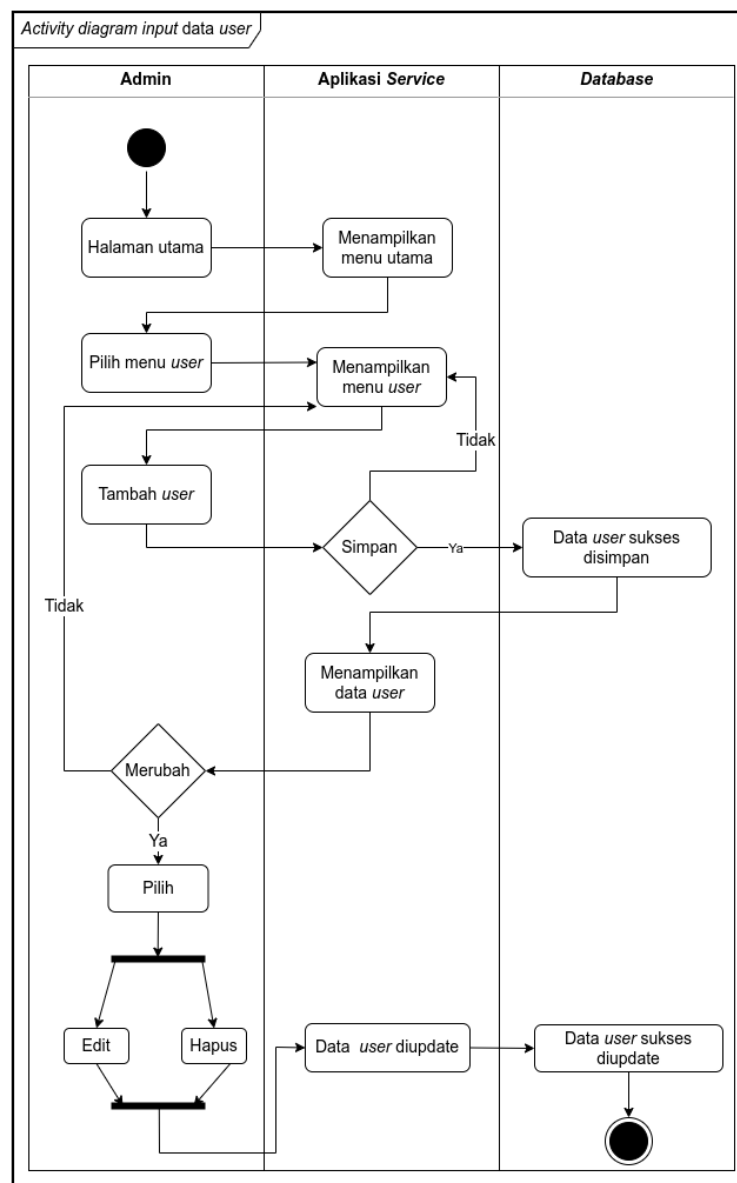 Activity diagram input data user
Admin
Aplikasi Service
Database
Halaman utama
Menampilkan
menu utama
Pilih menu user
Menampilkan
menu user
Tidak
Tambah user
Simpan
Ya
Data user sukses
disimpan
Tidak
Menampilkan
data user
Merubah
Ya
Pilih
Edit
Hapus
Data user diupdate
Data user sukses
diupdate